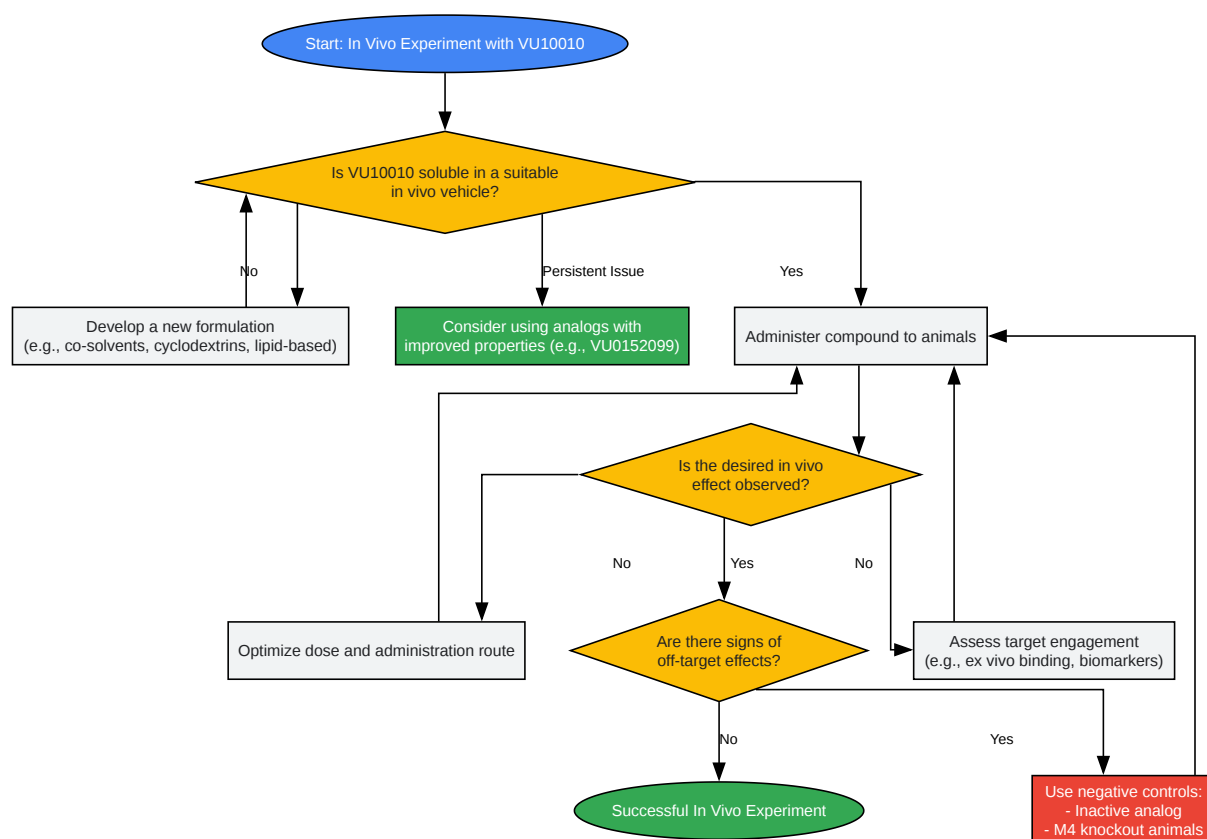 Start: In Vivo Experiment with VU10010
Is VU10010 soluble in a suitable
in vivo vehicle?
No
Persistent Issue
Yes
Develop a new formulation
(e.g., co-solvents, cyclodextrins, lipid-based)
Consider using analogs with
improved properties (e.g., VU0152099)
Administer compound to animals
Is the desired in vivo
effect observed?
No
Yes
No
Optimize dose and administration route
Are there signs of
off-target effects?
Assess target engagement
(e.g., ex vivo binding, biomarkers)
No
Yes
Successful In Vivo Experiment
Use negative controls:
- Inactive analog
- M4 knockout animals